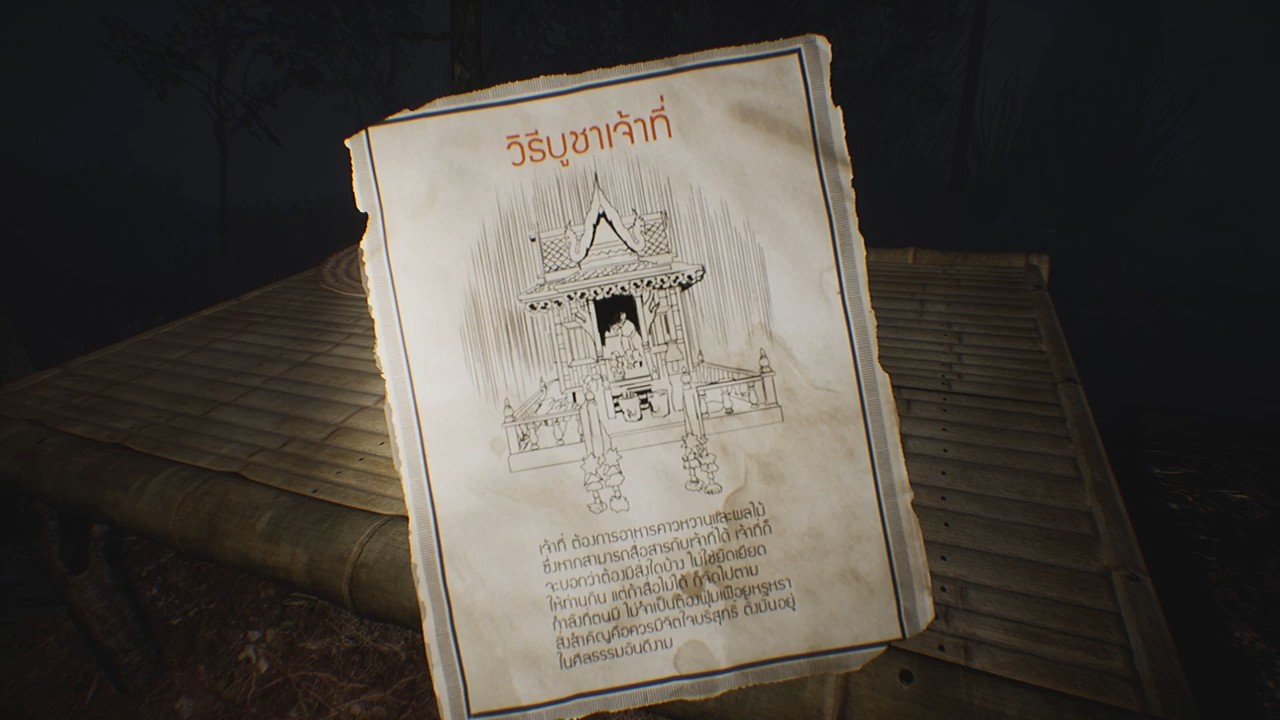 วิธีบูชาเจ้าที่
เจ้าที่ ต้องการอาหารคาวหวานและผลไม้
ซึ่งหากสามารถสื่อสารกับเจ้าที่ได้ เจ้าที่ก็
จะบอกว่าต้องมีสิ่งใดบ้าง ไม่ใช่ยัดเยียด
ให้ท่านกิน แต่ถ้าสื่อไม่ได้ ก็จัดไปตาม
กำลังที่ตนมี ไม่จำเป็นต้องฟุ่มเฟือยหรูหรา
สิ่งสำคัญคือควรมีจิตใจบริสุทธิ์ ตั้งมั่นอยู่
ในศีลธรรมอันดีงาม